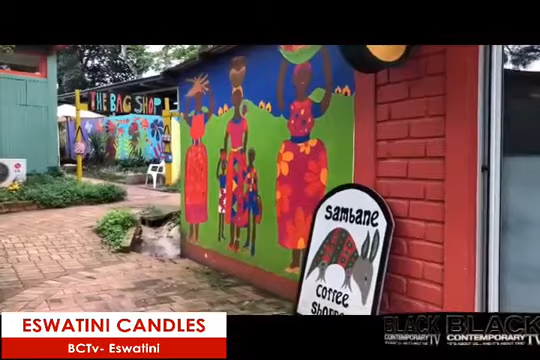 THE BAG SHOP
Sambane
Coffee
Shoppe
ESWATINI CANDLES
BCTv- Eswatini
BLACK
CONTEMPORARY TV
BLACK
CONTEMPORARY TV